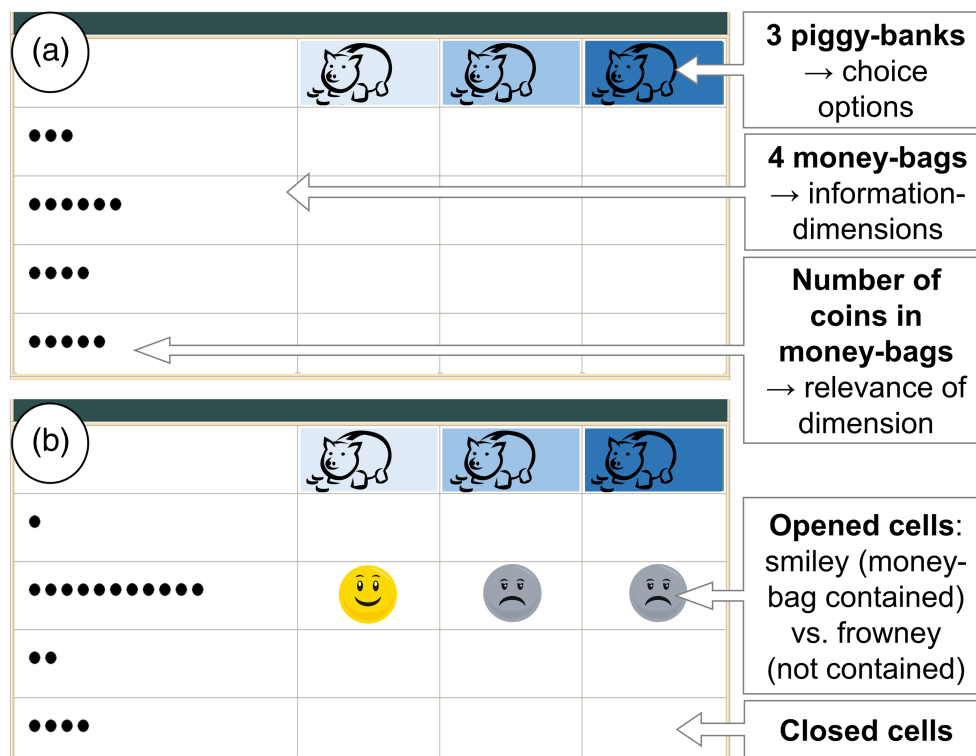 (a)
3 piggy-banks
→ choice
options
4 money-bags
→ information-
dimensions
Number of
coins in
money-bags
→ relevance of
dimension
(b)
Opened cells:
smiley (money-
bag contained)
vs. frowney
(not contained)
Closed cells